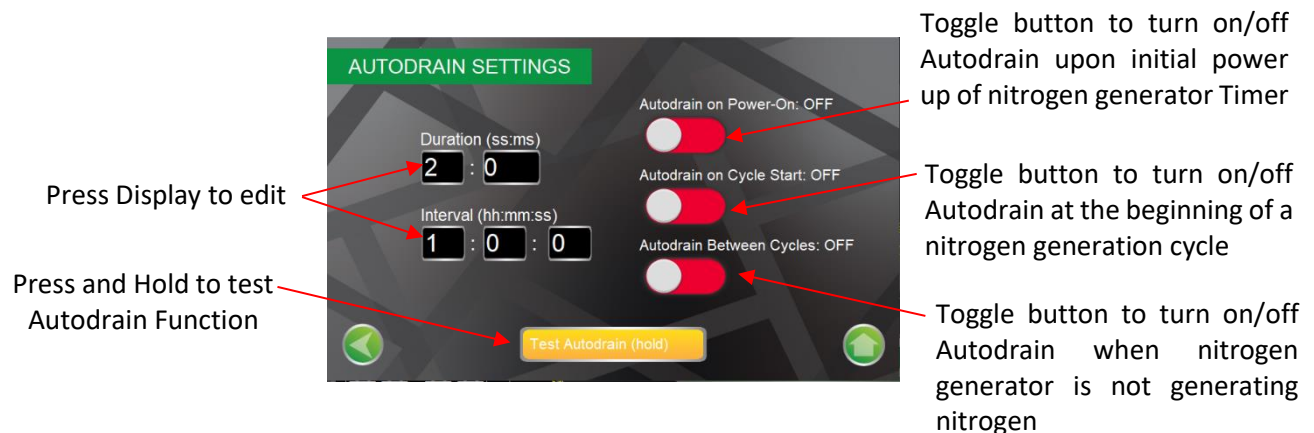 Toggle button to turn on/off
Autodrain upon initial power
up of nitrogen generator Timer
AUTODRAIN SETTINGS
Autodrain on Power-On: OFF
Duration (ss:ms)
2 : 0
Press Display to edit
Autodrain on Cycle Start: OFF
Toggle button to turn on/off
Autodrain at the beginning of a
nitrogen generation cycle
Interval (hh:mm:ss)
1 : 0 : 0
Autodrain Between Cycles: OFF
Press and Hold to test
Autodrain Function
Test Autodrain (hold)
Toggle button to turn on/off
Autodrain when nitrogen
generator is not generating
nitrogen